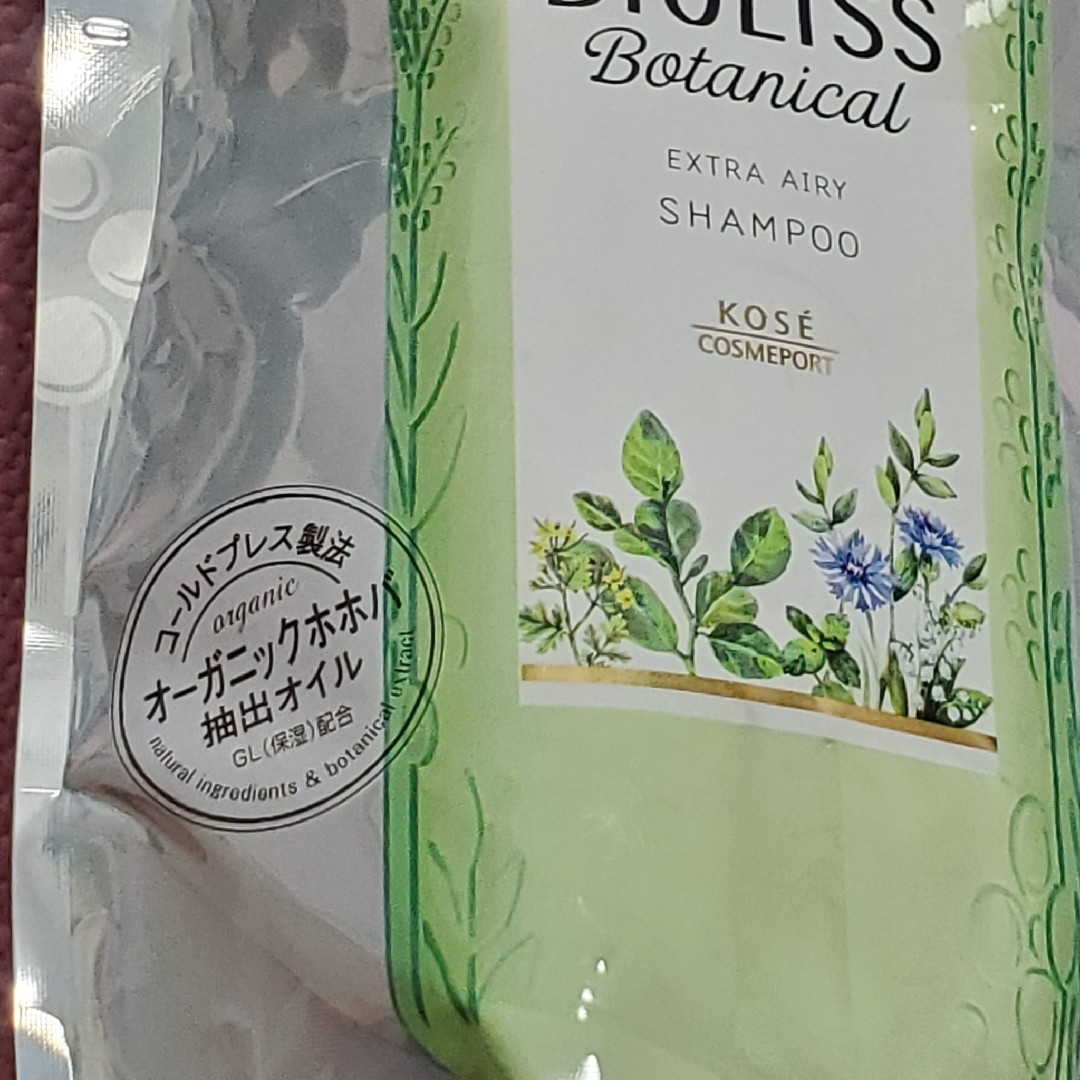 BIOLISS
Botanical
EXTRA AIRY
SHAMPOO
KOSÉ
COSMEPORT
コールドプレス製法
organic
オーガニックホホバ
抽出オイル
GL(保湿)配合
natural ingredients & botanical extract